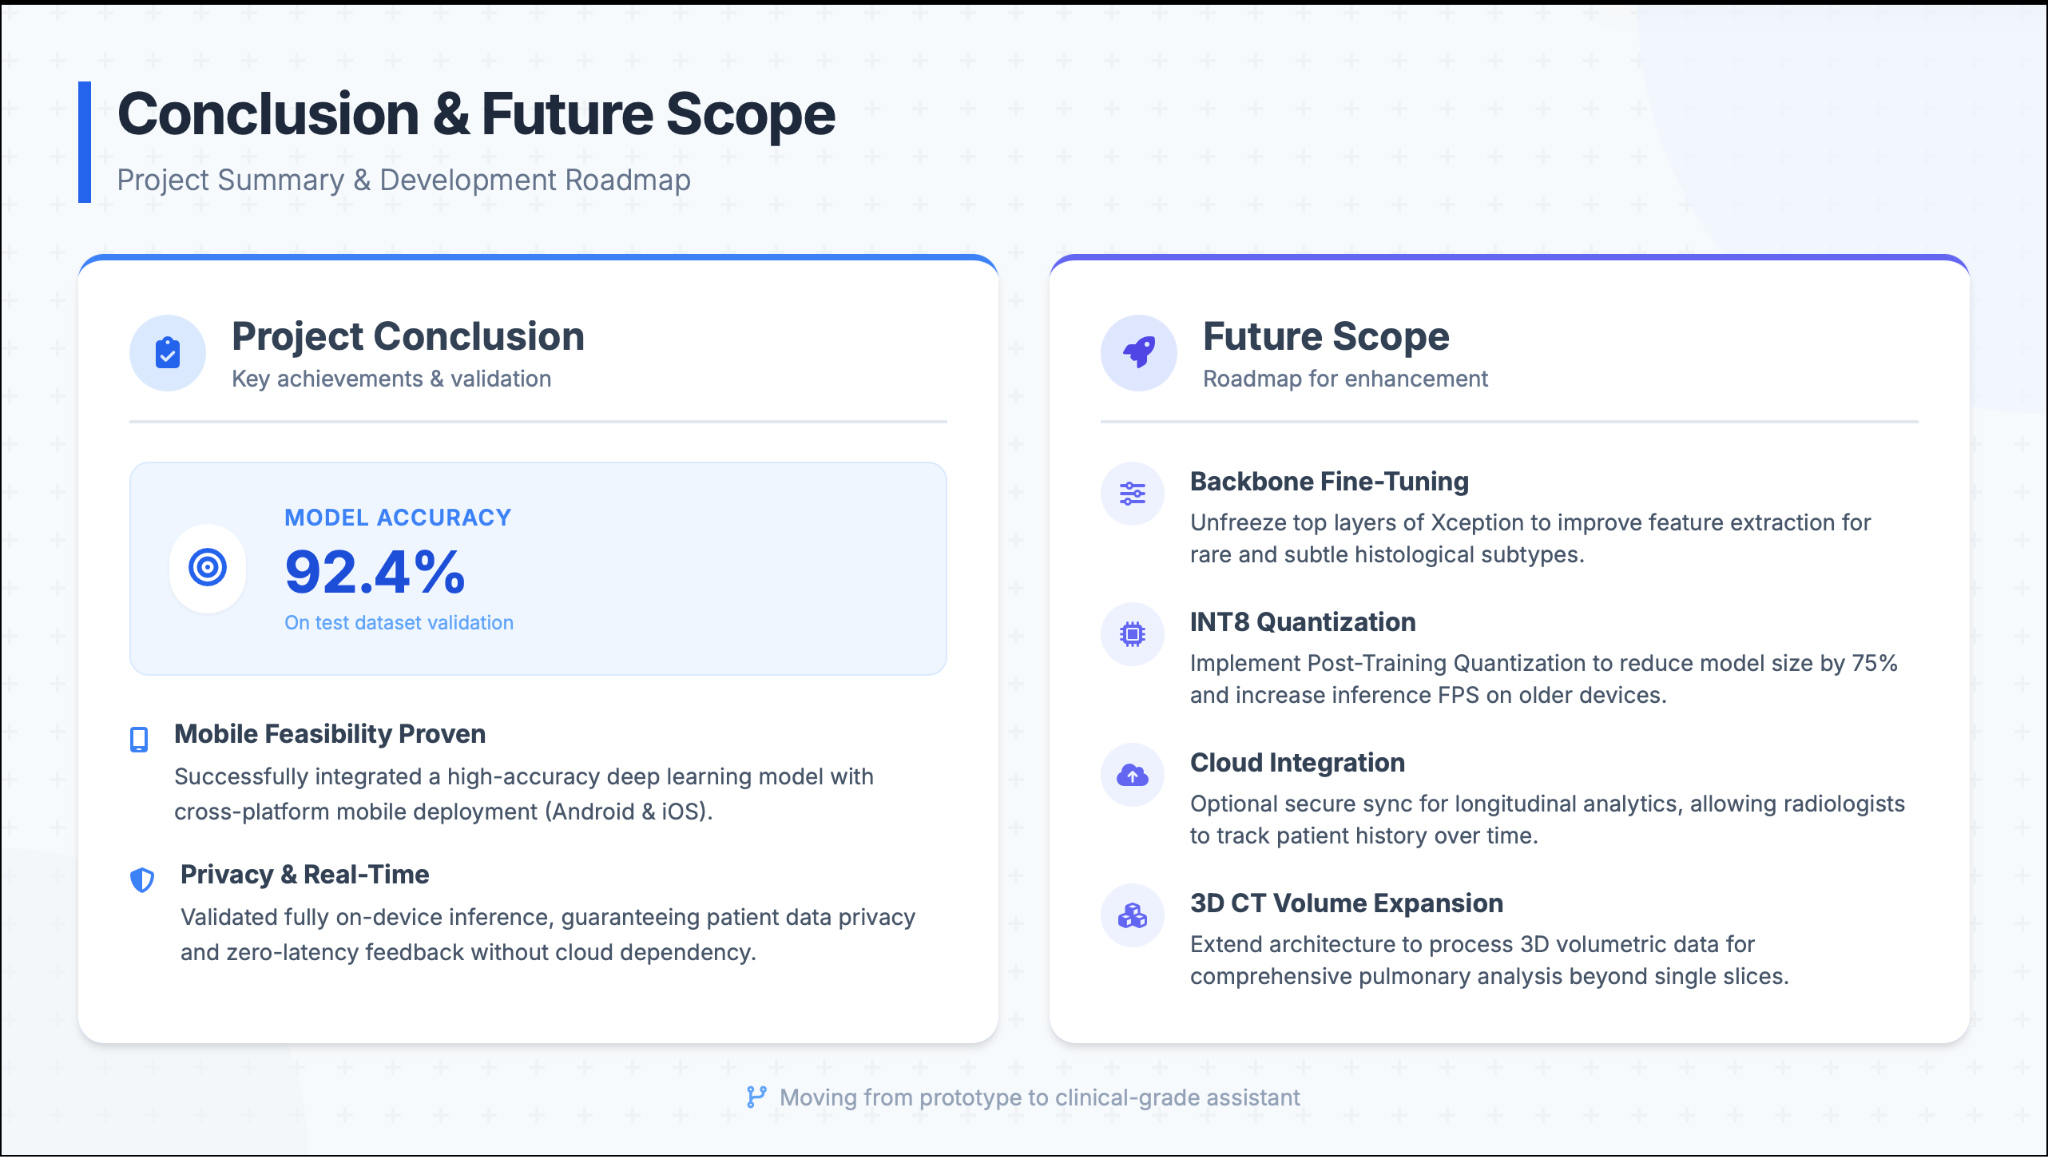 Conclusion & Future Scope
Project Summary & Development Roadmap
Project Conclusion
Key achievements & validation
MODEL ACCURACY
92.4%
On test dataset validation
Mobile Feasibility Proven
Successfully integrated a high-accuracy deep learning model with
cross-platform mobile deployment (Android & iOS).
Privacy & Real-Time
Validated fully on-device inference, guaranteeing patient data privacy
and zero-latency feedback without cloud dependency.
Future Scope
Roadmap for enhancement
Backbone Fine-Tuning
Unfreeze top layers of Xception to improve feature extraction for
rare and subtle histological subtypes.
INT8 Quantization
Implement Post-Training Quantization to reduce model size by 75%
and increase inference FPS on older devices.
Cloud Integration
Optional secure sync for longitudinal analytics, allowing radiologists
to track patient history over time.
3D CT Volume Expansion
Extend architecture to process 3D volumetric data for
comprehensive pulmonary analysis beyond single slices.
Moving from prototype to clinical-grade assistant